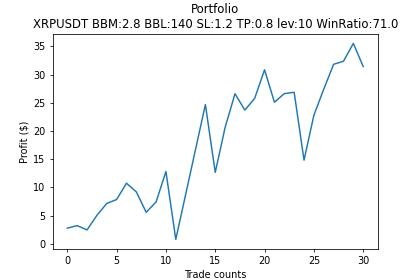 Portfolio
XRPUSDT BBM:2.8 BBL:140 SL:1.2 TP:0.8 lev:10 WinRatio:71.0
35
30
25
20
15
10
5
0
Profit ($)
0 5 10 15 20 25 30
Trade counts